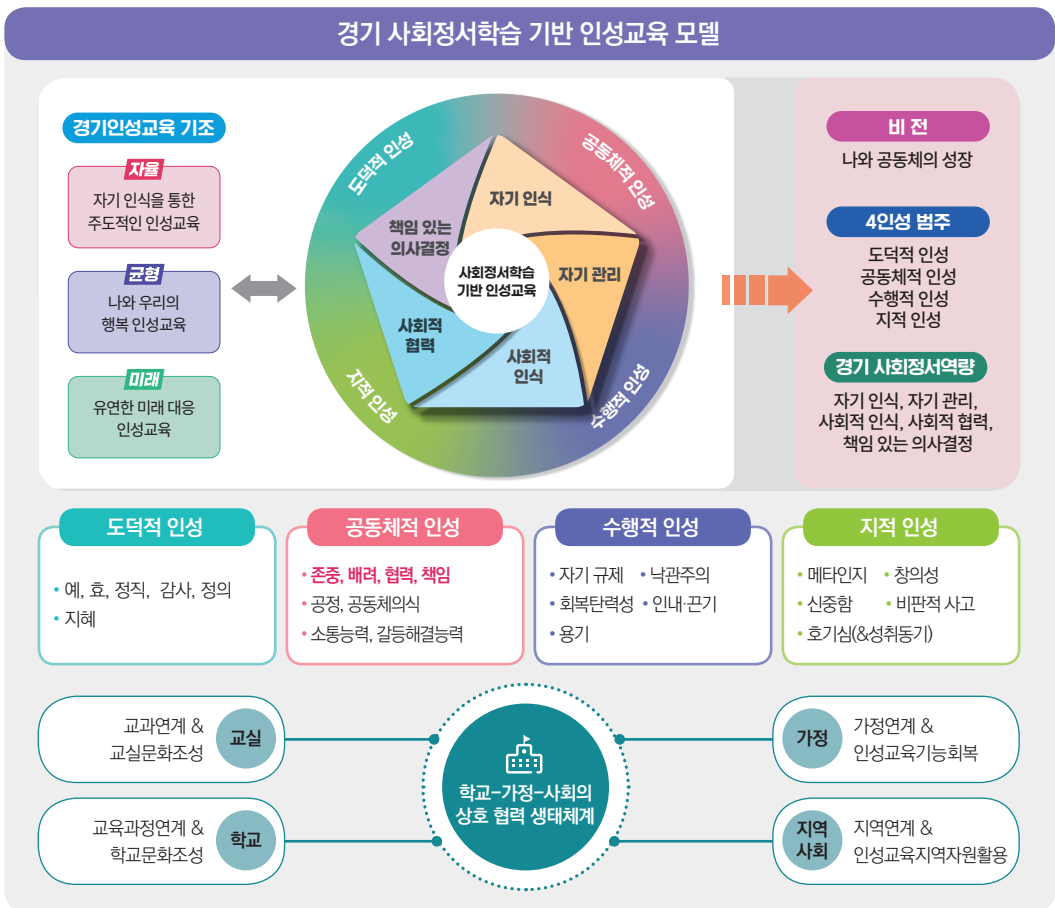 경기 사회정서학습 기반 인성교육 모델
경기인성교육 기조
자율
자기 인식을 통한
주도적인 인성교육
균형
나와 우리의
행복 인성교육
미래
유연한 미래 대응
인성교육
도덕적 인성
공동체적 인성
수행적 인성
지적 인성
자기 인식
자기 관리
사회적
인식
사회적
협력
책임 있는
의사결정
사회정서학습
기반 인성교육
비 전
나와 공동체의 성장
4인성 범주
도덕적 인성
공동체적 인성
수행적 인성
지적 인성
경기 사회정서역량
자기 인식, 자기 관리,
사회적 인식, 사회적 협력,
책임 있는 의사결정
도덕적 인성
• 예, 효, 정직, 감사, 정의
• 지혜
공동체적 인성
• 존중, 배려, 협력, 책임
• 공정, 공동체의식
• 소통능력, 갈등해결능력
수행적 인성
• 자기 규제 • 낙관주의
• 회복탄력성 • 인내·끈기
• 용기
지적 인성
• 메타인지 • 창의성
• 신중함 • 비판적 사고
• 호기심(&성취동기)
교과연계 &
교실문화조성
교실
교육과정연계 &
학교문화조성
학교
학교-가정-사회의
상호 협력 생태체계
가정
가정연계 &
인성교육기능회복
지역
사회
지역연계 &
인성교육지역자원활용